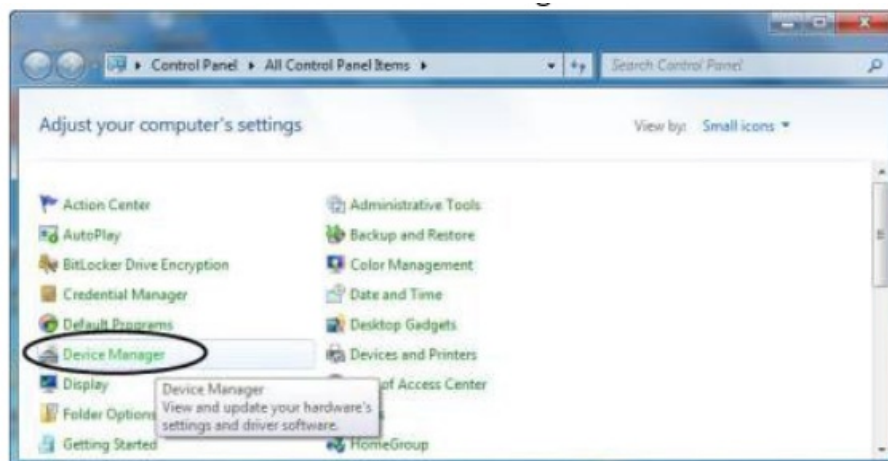 Control Panel ▸ All Control Panel Items ▸
Search Control Panel
Adjust your computer's settings
View by: Small icons
Action Center
Administrative Tools
AutoPlay
Backup and Restore
BitLocker Drive Encryption
Color Management
Credential Manager
Date and Time
Default Programs
Desktop Gadgets
Device Manager
Devices and Printers
Display
of Access Center
Folder Options
Getting Started
HomeGroup
Device Manager
View and update your hardware's
settings and driver software.